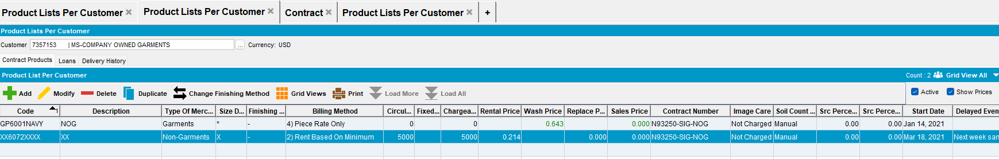 Product Lists Per Customer × Product Lists Per Customer × Contract × Product Lists Per Customer × +
Product Lists Per Customer
Customer 7357153 | MS-COMPANY OWNED GARMENTS ... Currency: USD
Contract Products Loans Delivery History
Product List Per Customer Count : 2 Grid View All
Add Modify Delete Duplicate Change Finishing Method Grid Views Print Load More Load All Active Show Prices
Code 1 Description Type Of Merc... Size D... Finishing ... Billing Method Circul... Fixed... Chargea... Rental Price Wash Price Replace P... Sales Price Contract Number Image Care Soil Count ... Src Perce... Src Perce... Start Date Delayed Even
GP6001NAVY NOG Garments * - 4) Piece Rate Only 0 0 0.643 0.000 N93250-SIG-NOG Not Charged Manual 0.00 0.00 Jan 14, 2021
XX6072XXXX XX Non-Garments X - 2) Rent Based On Minimum 5000 5000 0.214 0.000 0.000 N93250-SIG-NOG Not Charged Manual 0.00 0.00 Mar 18, 2021 Next week san